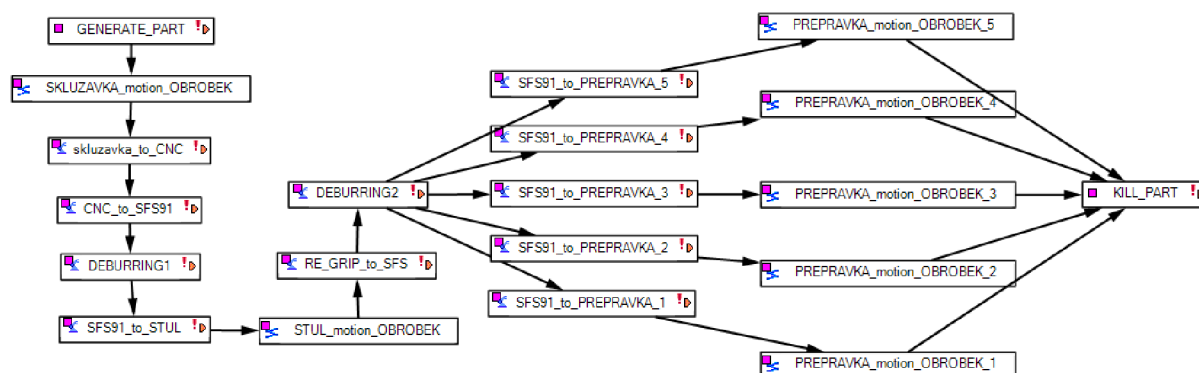 GENERATE_PART
SKLUZAVKA_motion_OBROBEK
skluzavka_to_CNC
CNC_to_SFS91
DEBURRING1
SFS91_to_STUL
STUL_motion_OBROBEK
RE_GRIP_to_SFS
DEBURRING2
SFS91_to_PREPRAVKA_5
SFS91_to_PREPRAVKA_4
SFS91_to_PREPRAVKA_3
SFS91_to_PREPRAVKA_2
SFS91_to_PREPRAVKA_1
PREPRAVKA_motion_OBROBEK_5
PREPRAVKA_motion_OBROBEK_4
PREPRAVKA_motion_OBROBEK_3
PREPRAVKA_motion_OBROBEK_2
PREPRAVKA_motion_OBROBEK_1
KILL_PART